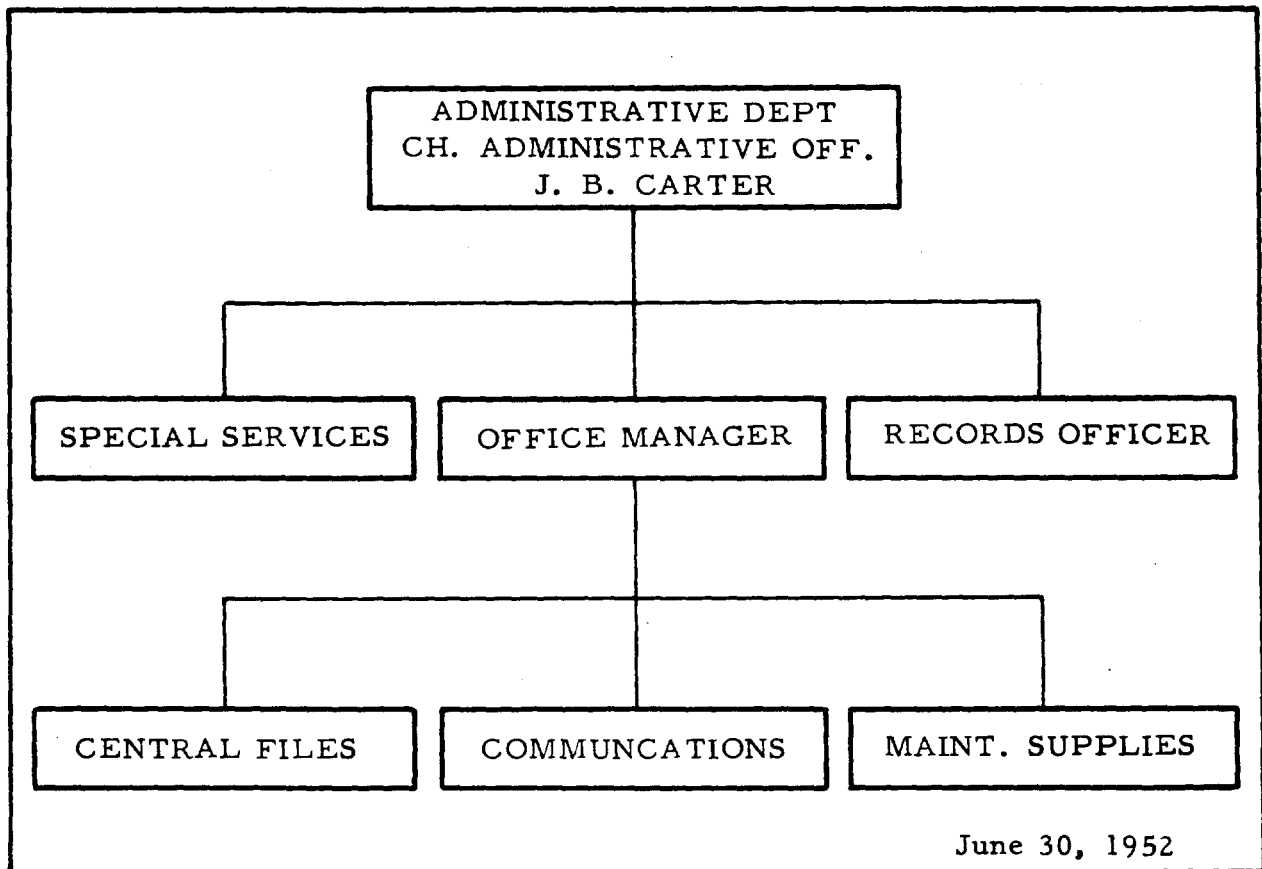 ADMINISTRATIVE DEPT
CH. ADMINISTRATIVE OFF.
J. B. CARTER
SPECIAL SERVICES
OFFICE MANAGER
RECORDS OFFICER
CENTRAL FILES
COMMUNCATIONS
MAINT. SUPPLIES
June 30, 1952